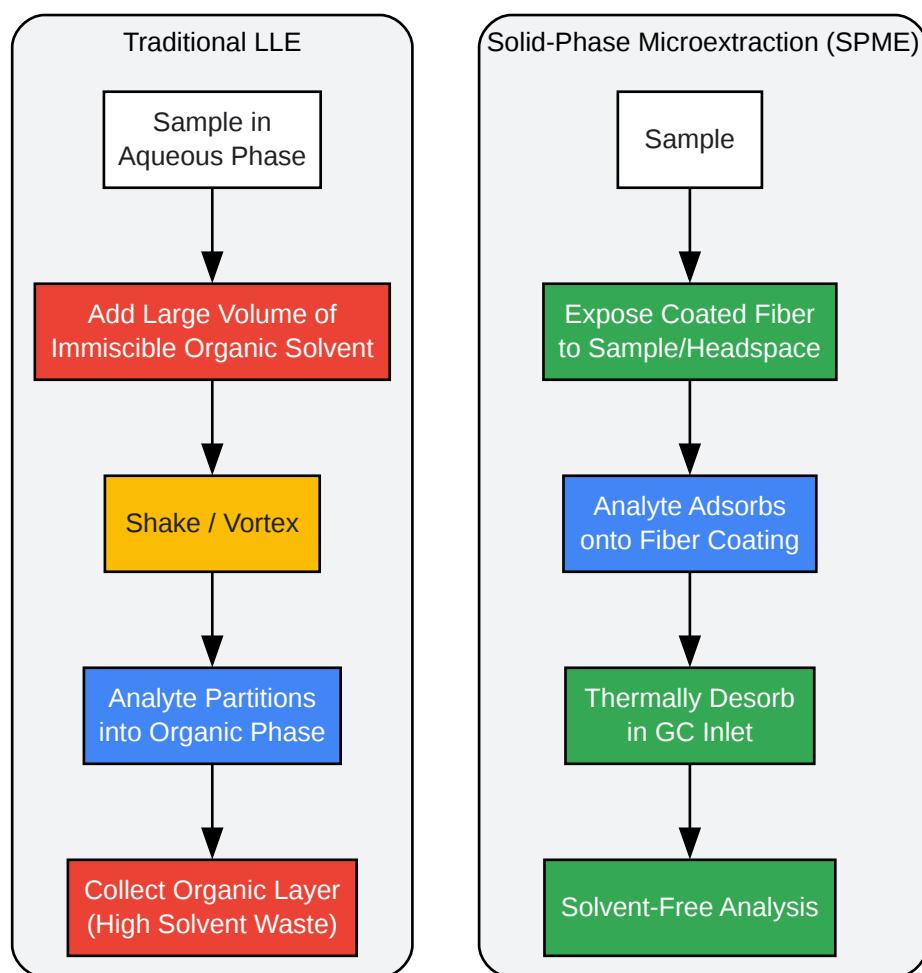 Traditional LLE
Sample in
Aqueous Phase
Add Large Volume of
Immiscible Organic Solvent
Shake / Vortex
Analyte Partitions
into Organic Phase
Collect Organic Layer
(High Solvent Waste)
Solid-Phase Microextraction (SPME)
Sample
Expose Coated Fiber
to Sample/Headspace
Analyte Adsorbs
onto Fiber Coating
Thermally Desorb
in GC Inlet
Solvent-Free Analysis